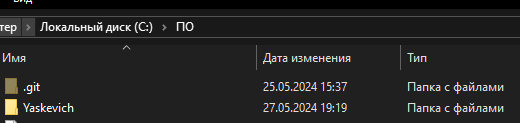 тер > Локальный диск (C:) > ПО
Имя Дата изменения Тип
.git 25.05.2024 15:37 Папка с файлами
Yaskevich 27.05.2024 19:19 Папка с файлами